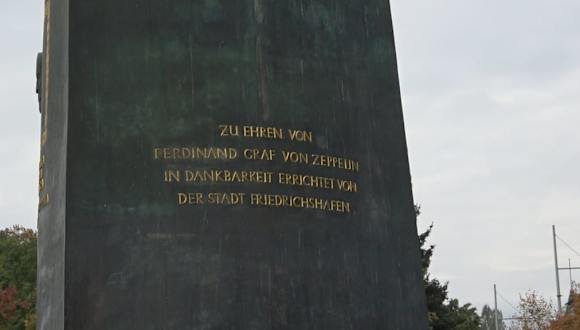 ZU EHREN VON
FERDINAND GRAF VON ZEPPELIN
IN DANKBARKEIT ERRICHTET VON
DER STADT FRIEDRICHSHAFEN